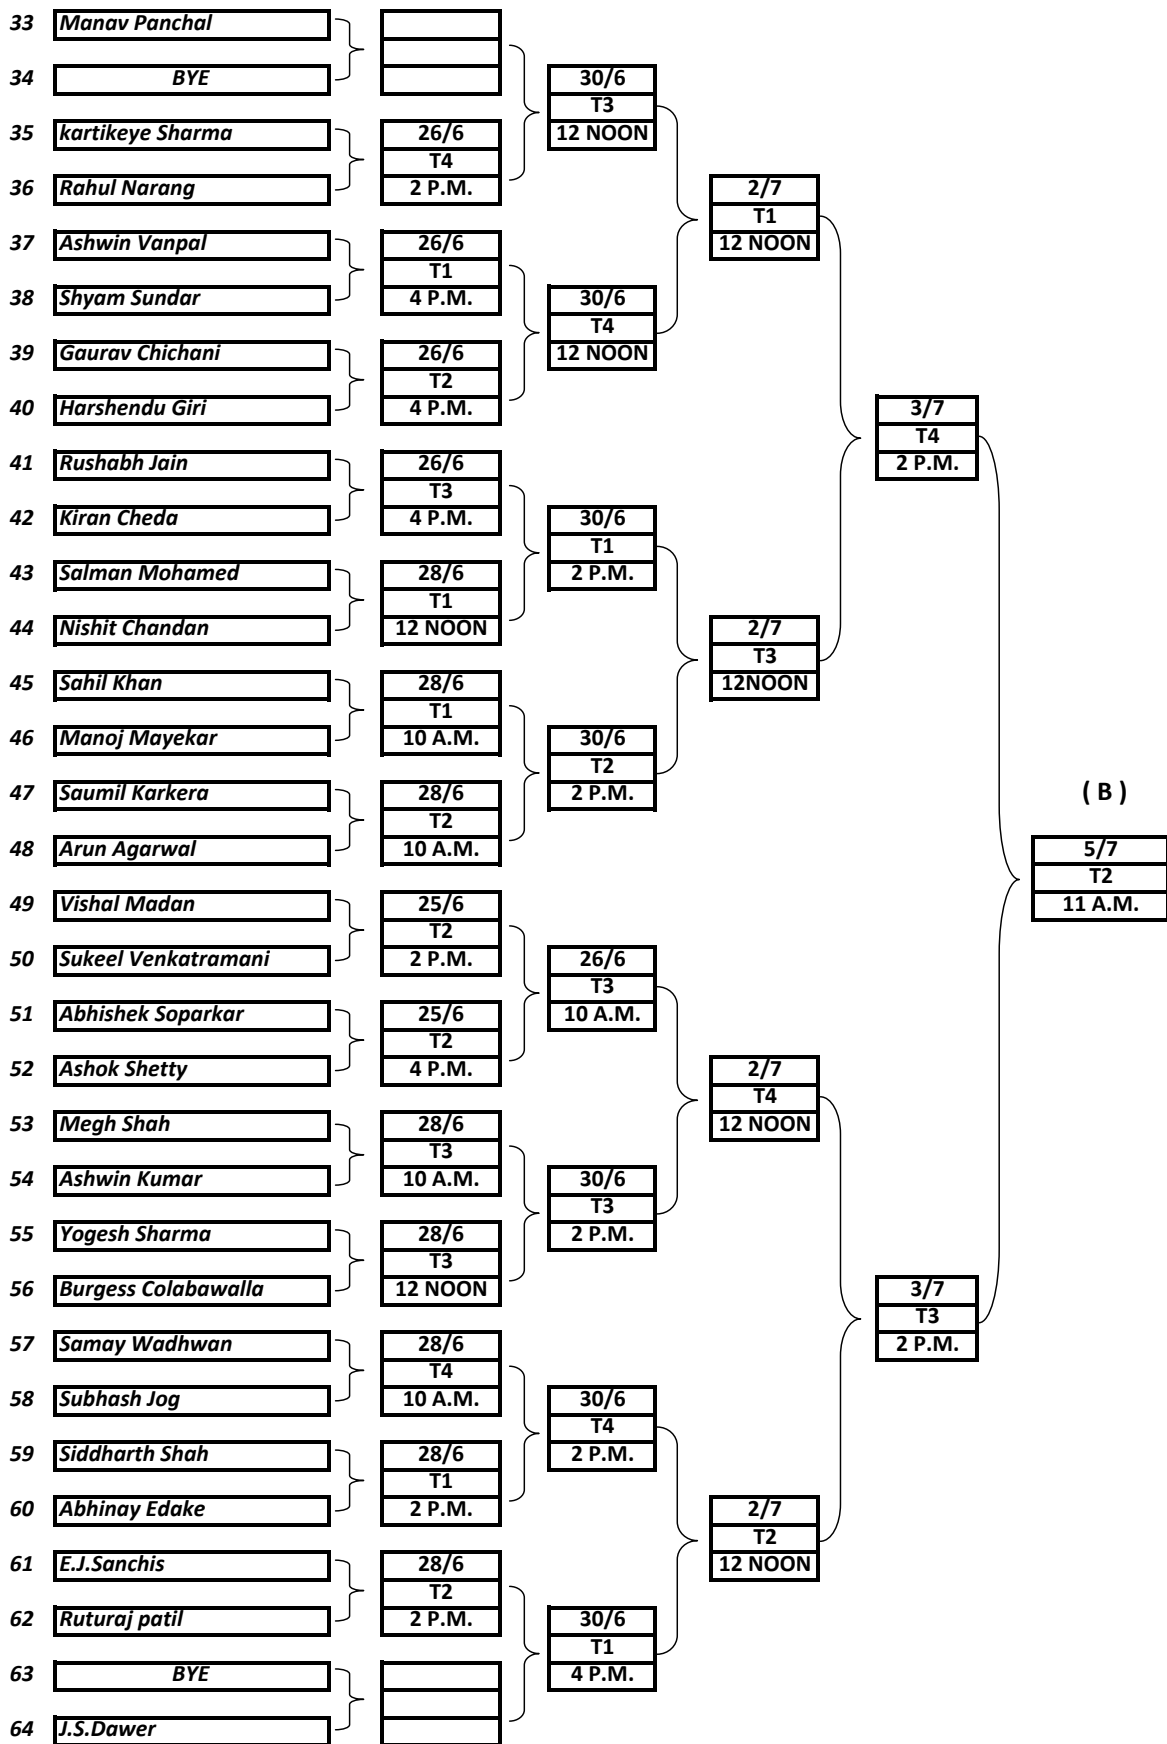 33 Manav Panchal
34 BYE 30/6
T3
35 kartikeye Sharma 26/6 12 NOON
T4
36 Rahul Narang 2 P.M. 2/7
T1
37 Ashwin Vanpal 26/6 12 NOON
T1
38 Shyam Sundar 4 P.M. 30/6
T4
39 Gaurav Chichani 26/6 12 NOON
T2
40 Harshendu Giri 4 P.M. 3/7
T4
41 Rushabh Jain 26/6 2 P.M.
T3
42 Kiran Cheda 4 P.M. 30/6
T1
43 Salman Mohamed 28/6 2 P.M.
T1
44 Nishit Chandan 12 NOON 2/7
T3
45 Sahil Khan 28/6 12NOON
T1
46 Manoj Mayekar 10 A.M. 30/6
T2
47 Saumil Karkera 28/6 2 P.M. ( B )
T2
48 Arun Agarwal 10 A.M. 5/7
T2
49 Vishal Madan 25/6 11 A.M.
T2
50 Sukeel Venkatramani 2 P.M. 26/6
T3
51 Abhishek Soparkar 25/6 10 A.M.
T2
52 Ashok Shetty 4 P.M. 2/7
T4
53 Megh Shah 28/6 12 NOON
T3
54 Ashwin Kumar 10 A.M. 30/6
T3
55 Yogesh Sharma 28/6 2 P.M.
T3
56 Burgess Colabawalla 12 NOON 3/7
T3
57 Samay Wadhwan 28/6 2 P.M.
T4
58 Subhash Jog 10 A.M. 30/6
T4
59 Siddharth Shah 28/6 2 P.M.
T1
60 Abhinay Edake 2 P.M. 2/7
T2
61 E.J.Sanchis 28/6 12 NOON
T2
62 Ruturaj patil 2 P.M. 30/6
T1
63 BYE 4 P.M.
64 J.S.Dawer